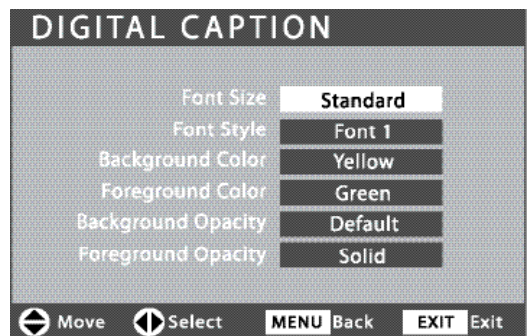 DIGITAL CAPTION
Font Size Standard
Font Style Font 1
Background Color Yellow
Foreground Color Green
Background Opacity Default
Foreground Opacity Solid
Move Select MENU Back EXIT Exit